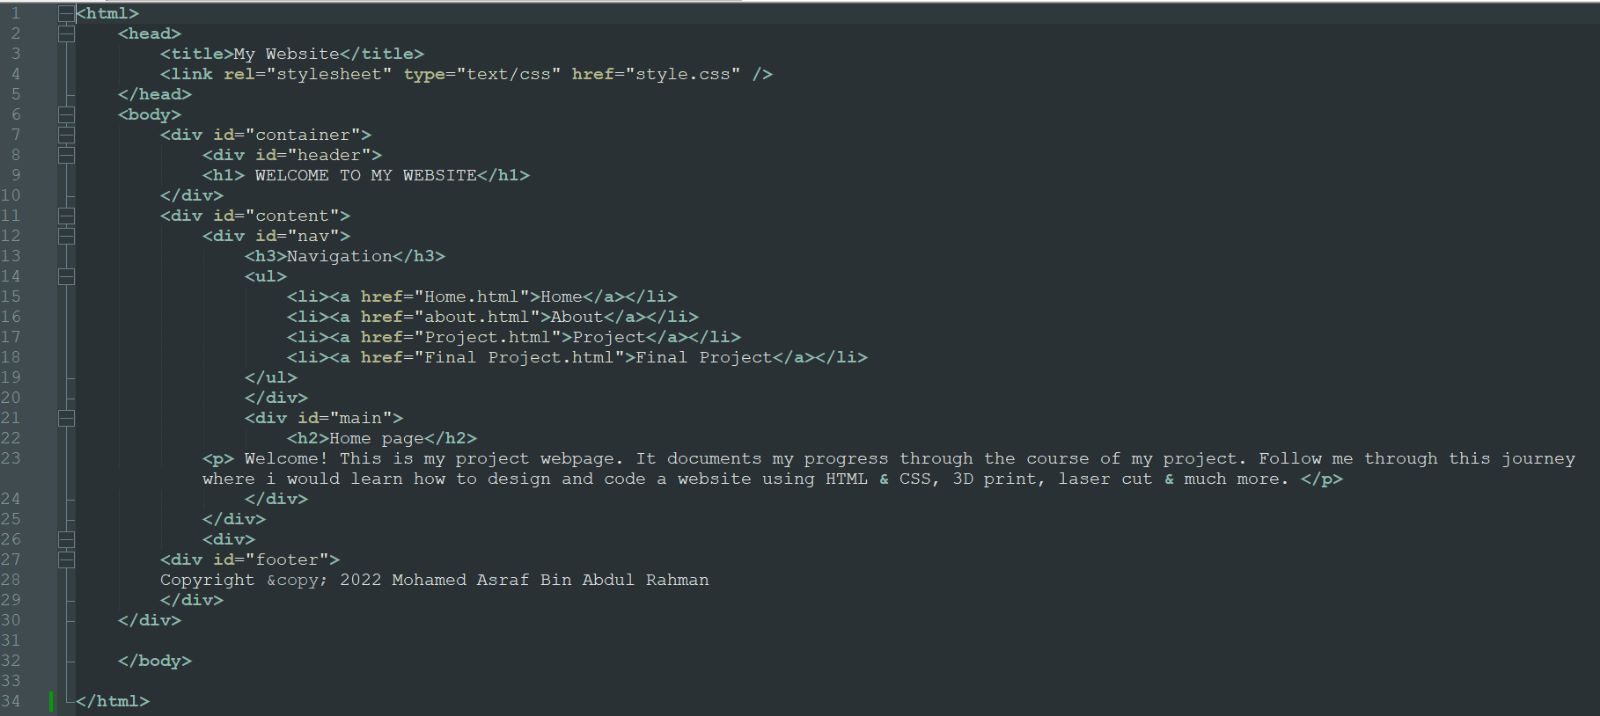 1 <html>
2 <head>
3 <title>My Website</title>
4 <link rel="stylesheet" type="text/css" href="style.css" />
5 </head>
6 <body>
7 <div id="container">
8 <div id="header">
9 <h1> WELCOME TO MY WEBSITE</h1>
10 </div>
11 <div id="content">
12 <div id="nav">
13 <h3>Navigation</h3>
14 <ul>
15 <li><a href="Home.html">Home</a></li>
16 <li><a href="about.html">About</a></li>
17 <li><a href="Project.html">Project</a></li>
18 <li><a href="Final Project.html">Final Project</a></li>
19 </ul>
20 </div>
21 <div id="main">
22 <h2>Home page</h2>
23 <p> Welcome! This is my project webpage. It documents my progress through the course of my project. Follow me through this journey
where i would learn how to design and code a website using HTML & CSS, 3D print, laser cut & much more. </p>
24 </div>
25 </div>
26 <div>
27 <div id="footer">
28 Copyright &copy; 2022 Mohamed Asraf Bin Abdul Rahman
29 </div>
30 </div>
31
32 </body>
33
34 </html>